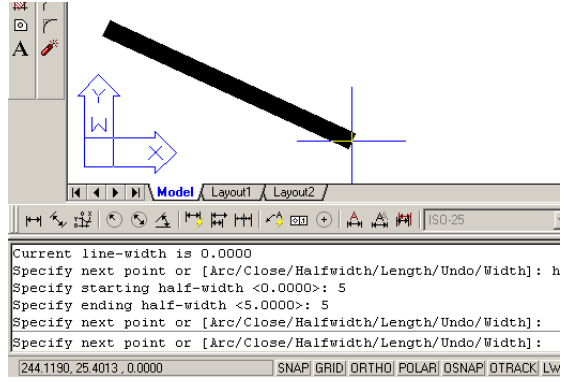 A
Y
W
X
Model Layout1 Layout2
ISO-25
Current line-width is 0.0000
Specify next point or [Arc/Close/Halfwidth/Length/Undo/Width]: h
Specify starting half-width <0.0000>: 5
Specify ending half-width <5.0000>: 5
Specify next point or [Arc/Close/Halfwidth/Length/Undo/Width]:
Specify next point or [Arc/Close/Halfwidth/Length/Undo/Width]:
244.1190, 25.4013 , 0.0000 SNAP GRID ORTHO POLAR OSNAP OTRACK LW